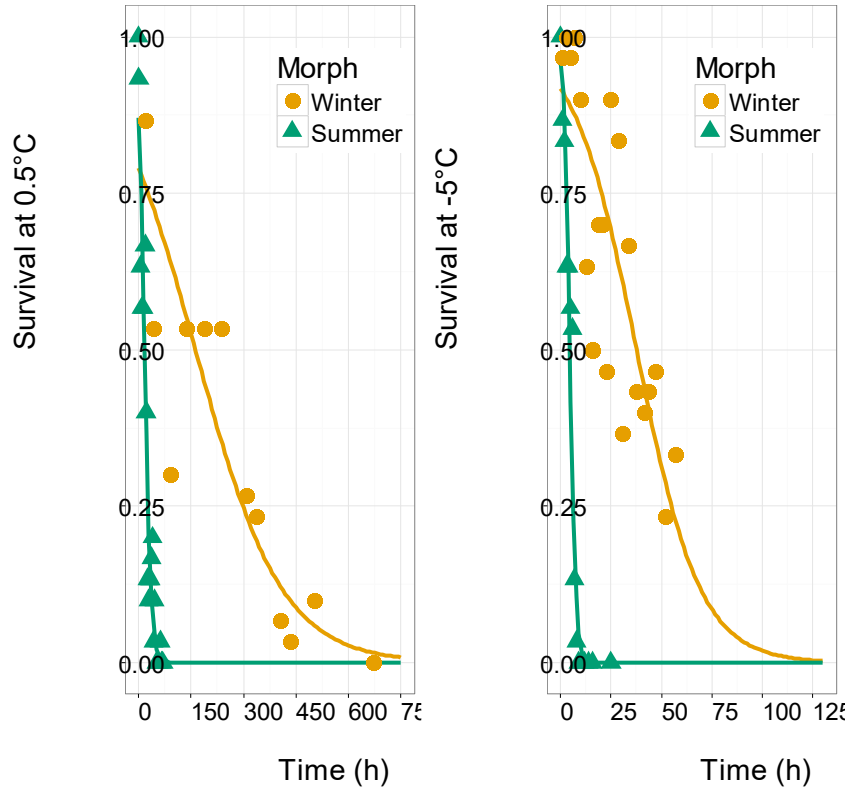 Survival at 0.5°C
1.00
0.75
0.50
0.25
0.00
Morph
Winter
Summer
0 150 300 450 600 75
Time (h)
Survival at -5°C
1.00
0.75
0.50
0.25
0.00
Morph
Winter
Summer
0 25 50 75 100 125
Time (h)